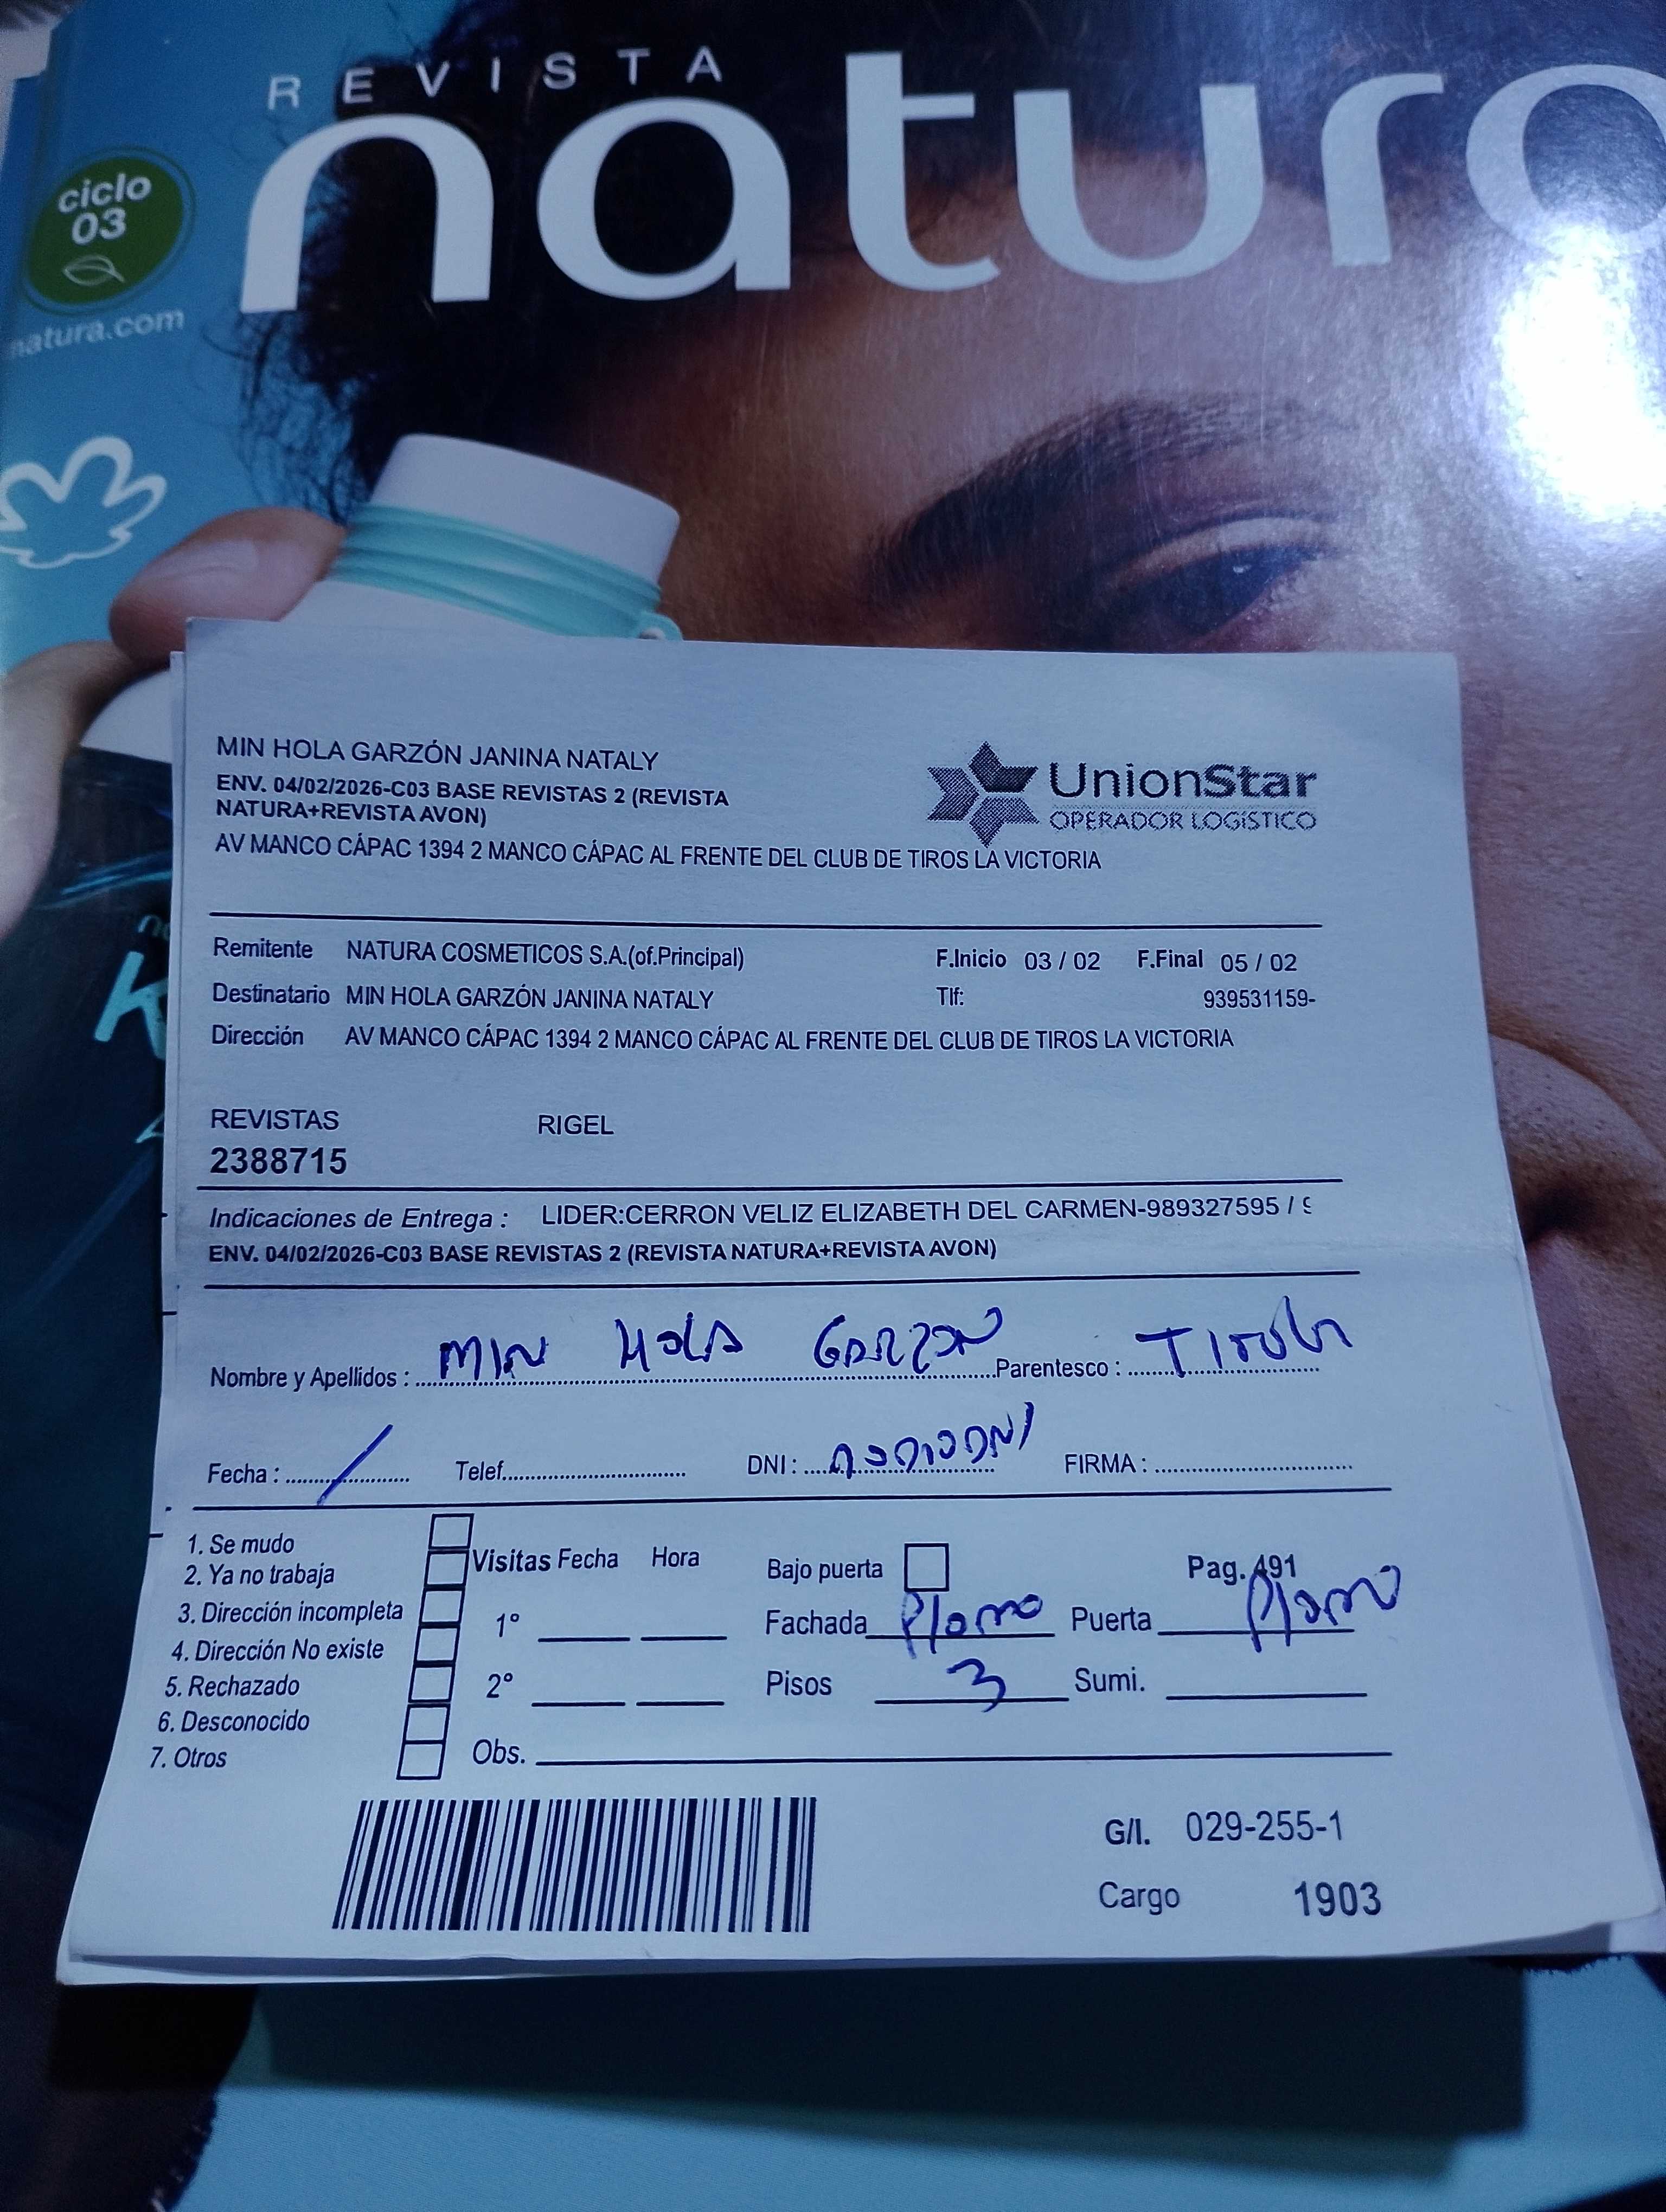 REVISTA
natura
ciclo
03
natura.com
MIN HOLA GARZÓN JANINA NATALY
ENV. 04/02/2026-C03 BASE REVISTAS 2 (REVISTA
NATURA+REVISTA AVON)
AV MANCO CÁPAC 1394 2 MANCO CÁPAC AL FRENTE DEL CLUB DE TIROS LA VICTORIA
UnionStar
OPERADOR LOGÍSTICO
Remitente NATURA COSMETICOS S.A.(of.Principal) F.Inicio 03 / 02 F.Final 05 / 02
Destinatario MIN HOLA GARZÓN JANINA NATALY Tlf: 939531159-
Dirección AV MANCO CÁPAC 1394 2 MANCO CÁPAC AL FRENTE DEL CLUB DE TIROS LA VICTORIA
REVISTAS RIGEL
2388715
Indicaciones de Entrega : LIDER:CERRON VELIZ ELIZABETH DEL CARMEN-989327595 /
ENV. 04/02/2026-C03 BASE REVISTAS 2 (REVISTA NATURA+REVISTA AVON)
Nombre y Apellidos : MIN HOLA GARZON Parentesco :
Fecha : / Telef. DNI : FIRMA :
1. Se mudo
2. Ya no trabaja
3. Dirección incompleta
4. Dirección No existe
5. Rechazado
6. Desconocido
7. Otros
Visitas Fecha Hora
1°
2°
Obs.
Bajo puerta Pag. 491
Fachada Plomo Puerta Plomo
Pisos 3 Sumi.
G/I. 029-255-1
Cargo 1903